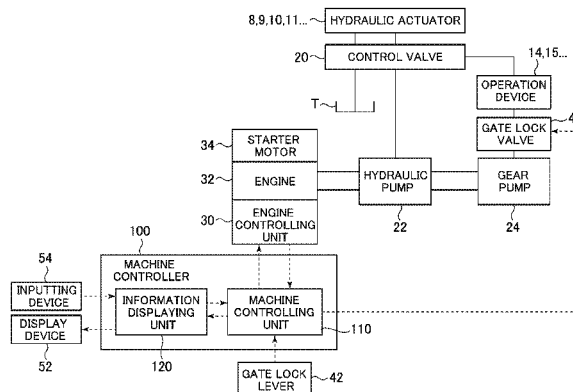 8,9,10,11... HYDRAULIC ACTUATOR
20 CONTROL VALVE
14,15...
T
OPERATION
DEVICE
4
GATE LOCK
VALVE
34 STARTER
MOTOR
32 ENGINE
HYDRAULIC
PUMP
GEAR
PUMP
30 ENGINE
CONTROLLING
UNIT
22
24
100
MACHINE
CONTROLLER
54
INPUTTING
DEVICE
INFORMATION
DISPLAYING
UNIT
MACHINE
CONTROLLING
UNIT
DISPLAY
DEVICE
110
52
120
GATE LOCK
LEVER
42